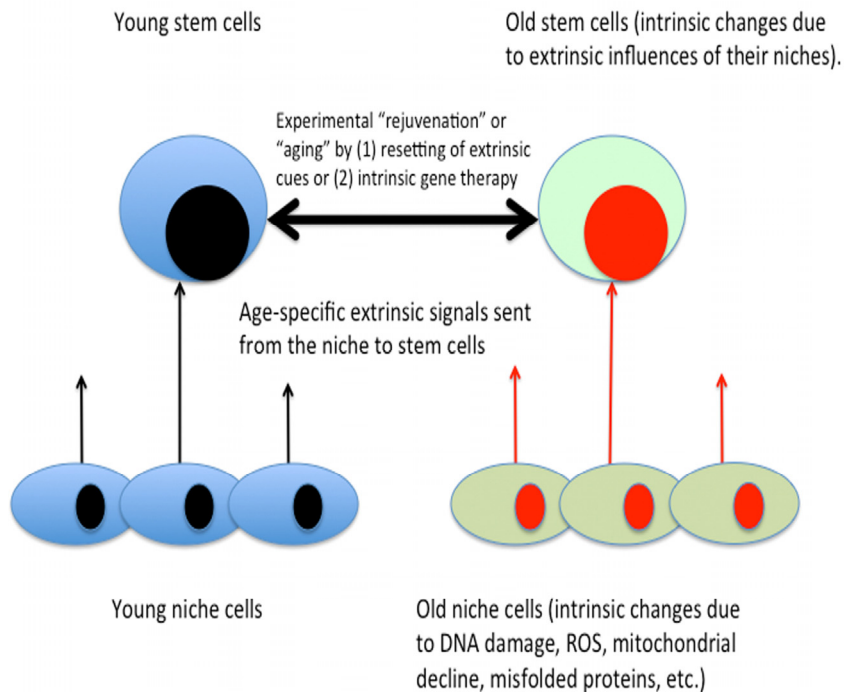 Young stem cells
Old stem cells (intrinsic changes due
to extrinsic influences of their niches).
Experimental “rejuvenation” or
“aging” by (1) resetting of extrinsic
cues or (2) intrinsic gene therapy
Age-specific extrinsic signals sent
from the niche to stem cells
Young niche cells
Old niche cells (intrinsic changes due
to DNA damage, ROS, mitochondrial
decline, misfolded proteins, etc.)